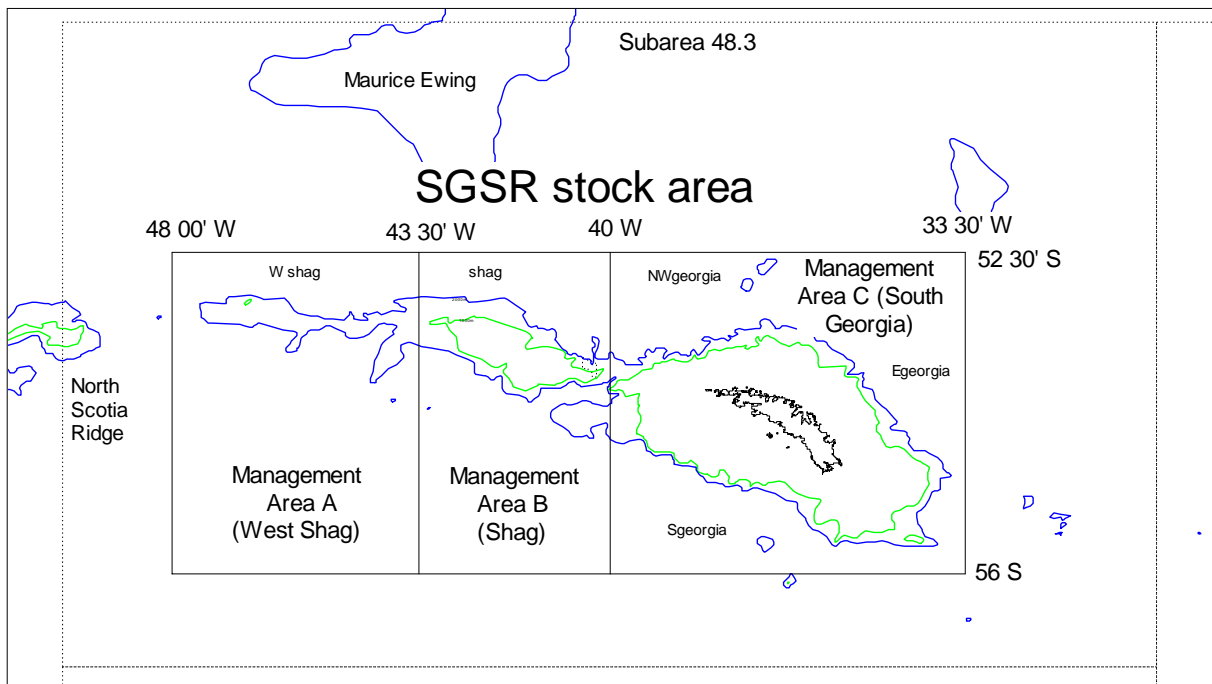 Subarea 48.3
Maurice Ewing
SGSR stock area
48 00' W
43 30' W
40 W
33 30' W
52 30' S
W shag
shag
NWgeorgia
Management
Area C (South
Georgia)
Egeorgia
North
Scotia
Ridge
Management
Area A
(West Shag)
Management
Area B
(Shag)
Sgeorgia
56 S